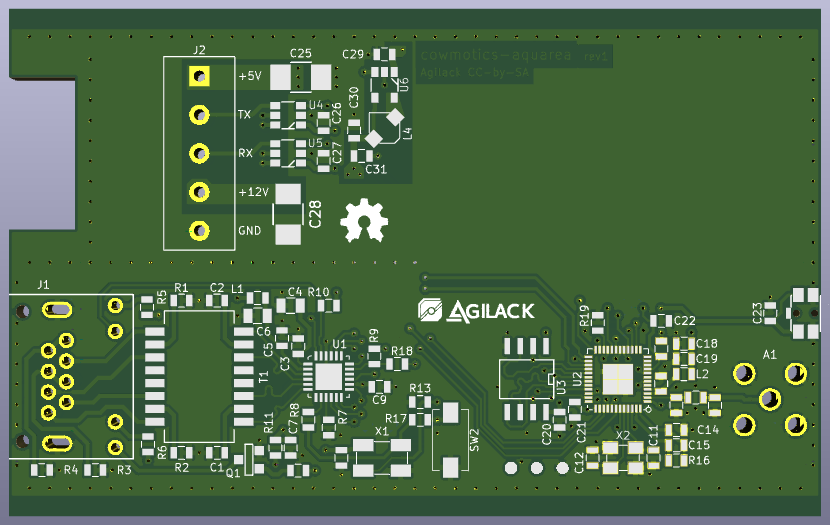 J2
C25
C29
cowmotics-aquarea rev1
Agilack CC-by-SA
+5V
U6
TX
U4
C26
C30
L4
RX
U5
C27
C31
+12V
C28
GND
AGILACK
J1
R5
R1
C2
L1
C4
R10
C6
C5
C3
U1
R9
R18
C9
T1
R19
C22
C23
C18
C19
L2
A1
U3
U2
R13
R17
R11
C7
R8
R7
X1
SW2
C20
C21
X2
C11
C14
C15
R16
C12
R6
R2
C1
Q1
R4
R3